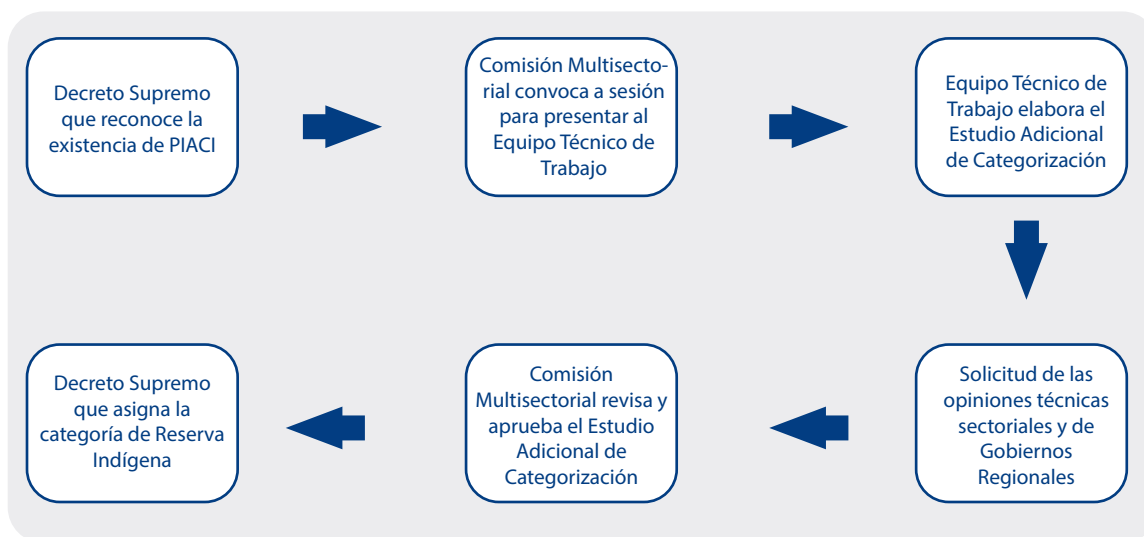 Decreto Supremo
que reconoce la
existencia de PIACI
Comisión Multisecto-
rial convoca a sesión
para presentar al
Equipo Técnico de
Trabajo
Equipo Técnico de
Trabajo elabora el
Estudio Adicional
de Categorización
Solicitud de las
opiniones técnicas
sectoriales y de
Gobiernos
Regionales
Comisión
Multisectorial revisa y
aprueba el Estudio
Adicional de
Categorización
Decreto Supremo
que asigna la
categoría de Reserva
Indígena